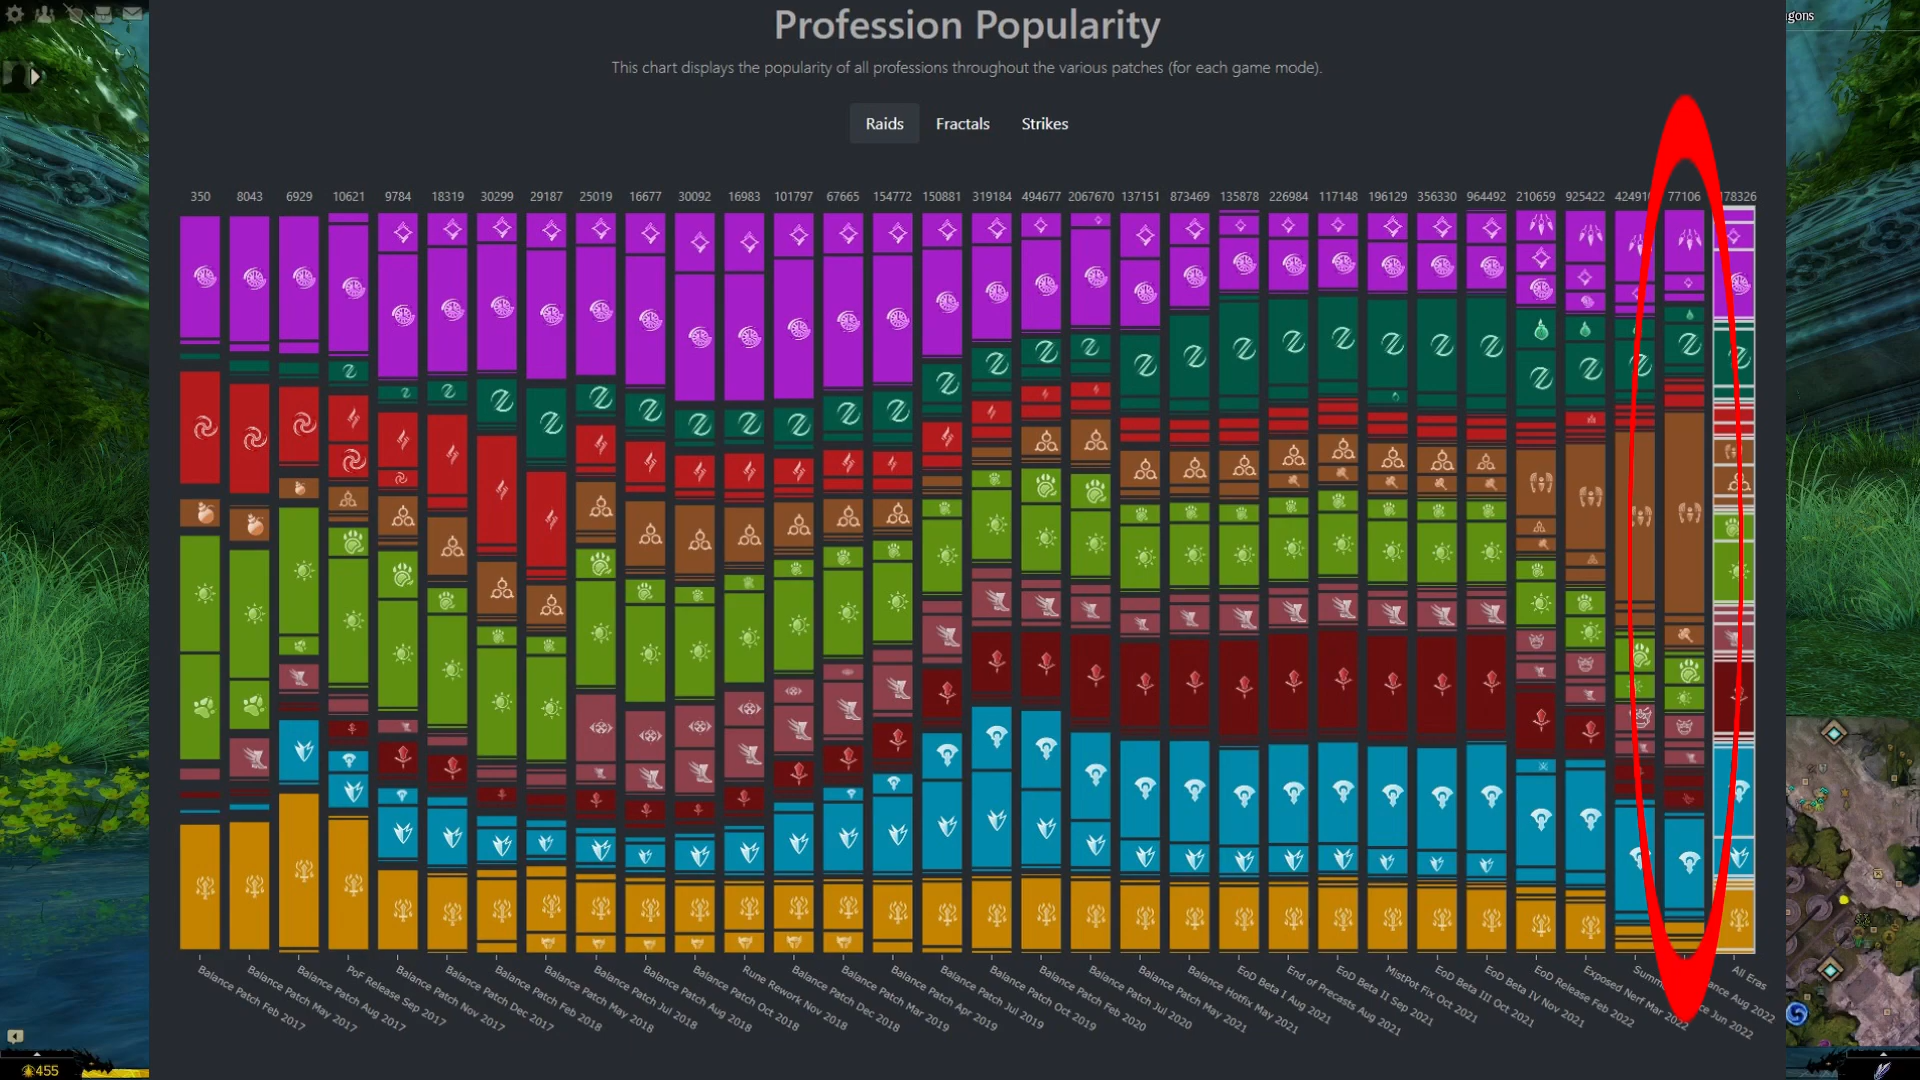 Profession Popularity
gons
This chart displays the popularity of all professions throughout the various patches (for each game mode).
Raids Fractals Strikes
350 8043 6929 10621 9784 18319 30299 29187 25019 16677 30092 16983 101797 67665 154772 150881 319184 494677 2067670 137151 873469 135878 226984 117148 196129 356330 964492 210659 925422 77106 178326
Balance Patch Feb 2017
Balance Patch May 2017
Balance Patch Aug 2017
PoF Release Sep 2017
Balance Patch Nov 2017
Balance Patch Dec 2017
Balance Patch Feb 2018
Balance Patch May 2018
Balance Patch Jul 2018
Balance Patch Aug 2018
Balance Patch Oct 2018
Rune Rework Nov 2018
Balance Patch Dec 2018
Balance Patch Mar 2019
Balance Patch Apr 2019
Balance Patch Jul 2019
Balance Patch Oct 2019
Balance Patch Feb 2020
Balance Patch Jul 2020
Balance Patch May 2021
Balance Hotfix May 2021
EoD Beta I Aug 2021
End of Precasts Aug 2021
EoD Beta II Sep 2021
Mistpot Fix Oct 2021
EoD Beta III Oct 2021
EoD Beta IV Nov 2021
EoD Release Feb 2022
Exposed Nerf Mar 2022
Summ ce Jun 2022
ance Aug 2022
All Eras
455